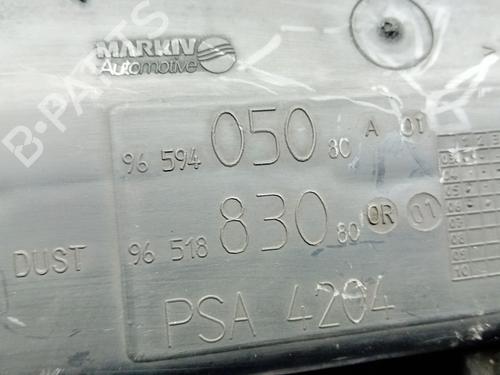 MARKIV
Automotive
96 594 050 80 A 01
DUST 96 518 830 80 OR 01
PSA 4204
B-PARTS